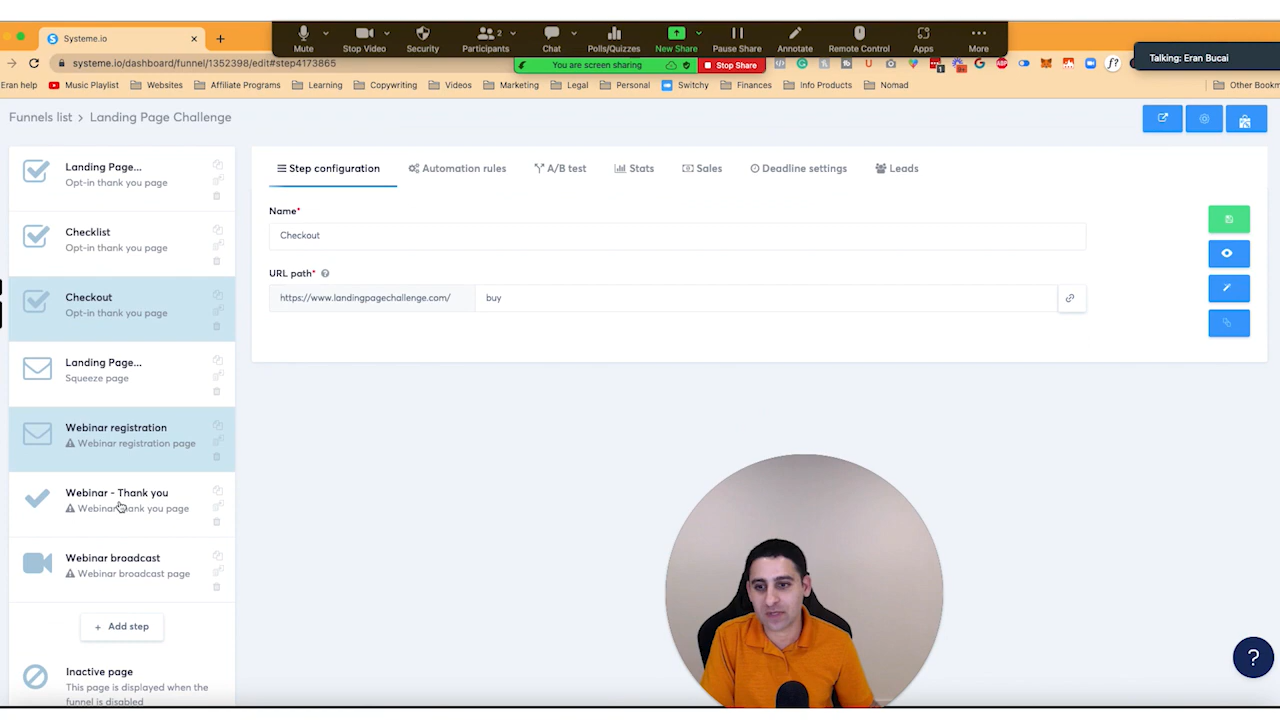 Systeme.io
Mute
Stop Video
Security
Participants
2
Chat
Polls/Quizzes
New Share
Pause Share
Annotate
Remote Control
Apps
More
systeme.io/dashboard/funnel/1352398/edit#step4173865
You are screen sharing
Stop Share
Talking: Eran Bucai
Eran help
Music Playlist
Websites
Affiliate Programs
Learning
Copywriting
Videos
Marketing
Legal
Personal
Switchy
Finances
Info Products
Nomad
Other Bookm
Funnels list > Landing Page Challenge
Landing Page...
Opt-in thank you page
Checklist
Opt-in thank you page
Checkout
Opt-in thank you page
Landing Page...
Squeeze page
Webinar registration
Webinar registration page
Webinar - Thank you
Webinar thank you page
Webinar broadcast
Webinar broadcast page
+ Add step
Inactive page
This page is displayed when the
funnel is disabled
Step configuration
Automation rules
A/B test
Stats
Sales
Deadline settings
Leads
Name*
Checkout
URL path*
https://www.landingpagechallenge.com/
buy
?